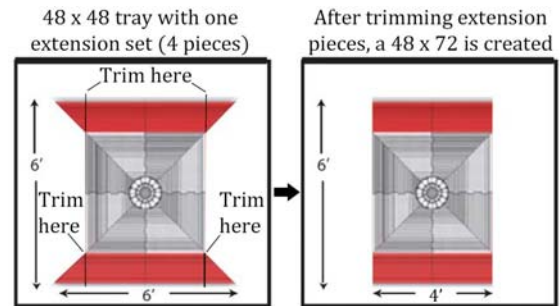 48 x 48 tray with one
extension set (4 pieces)
Trim here
6'
Trim
here
Trim
here
6'
After trimming extension
pieces, a 48 x 72 is created
6'
4'